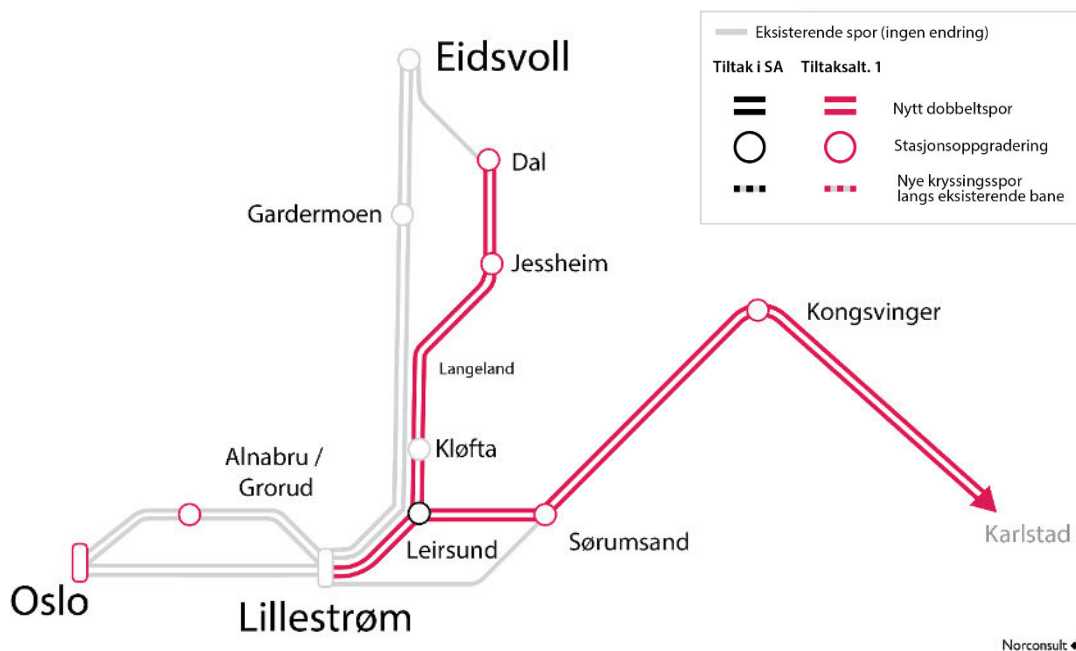 Eksisterende spor (ingen endring)
Tiltak i SA Tiltaksalt. 1
Nytt dobbeltspor
Stasjonsoppgradering
Nye kryssingsspor
langs eksisterende bane
Eidsvoll
Dal
Gardermoen
Jessheim
Kongsvinger
Langeland
Kløfta
Alnabru /
Grorud
Leirsund
Sørumsand
Karlstad
Oslo
Lillestrøm
Norconsult